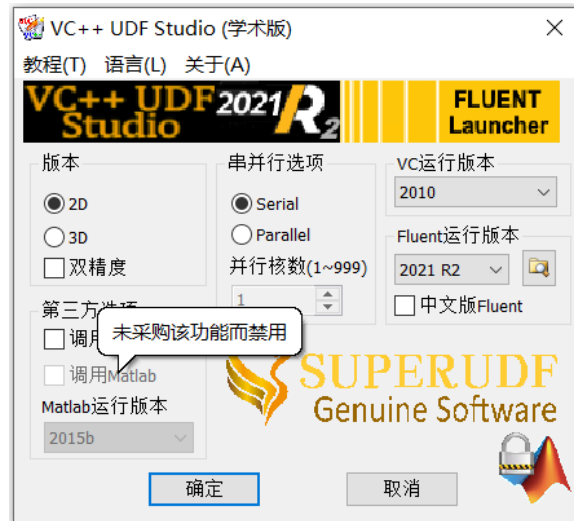 VC++ UDF Studio (学术版)
教程(T) 语言(L) 关于(A)
VC++ UDF Studio 2021 R2
FLUENT
Launcher
版本
2D
3D
双精度
串并行选项
Serial
Parallel
并行核数(1~999)
1
VC运行版本
2010
Fluent运行版本
2021 R2
中文版Fluent
第三方选项
调用
未采购该功能而禁用
调用Matlab
Matlab运行版本
2015b
SUPERUDF
Genuine Software
确定
取消